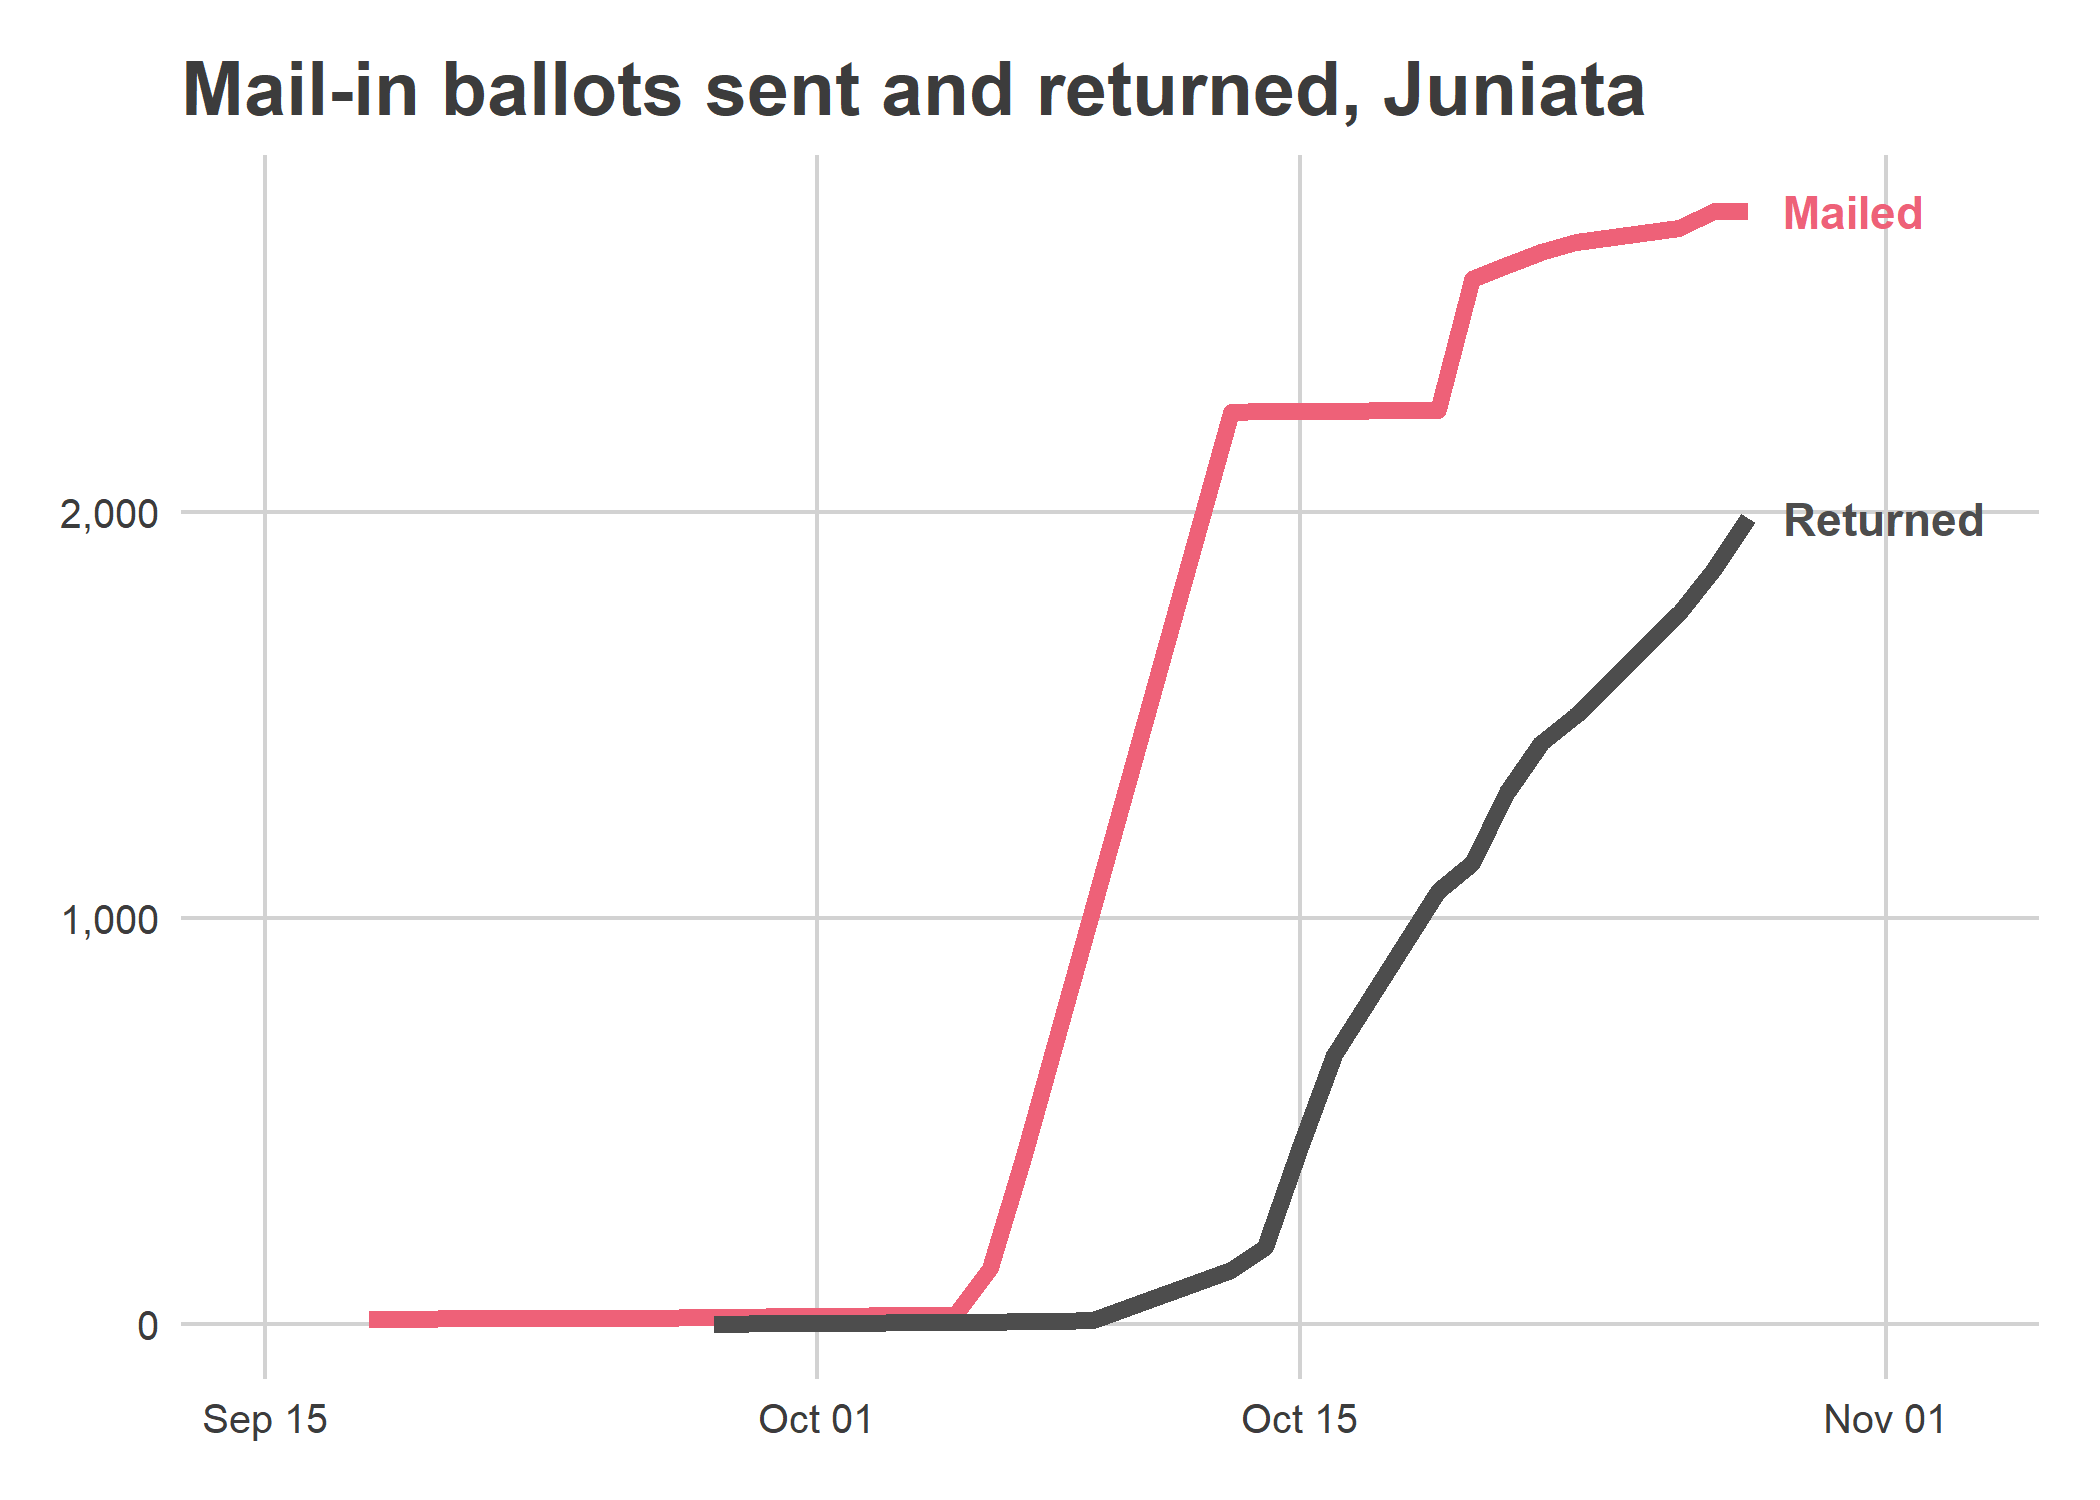 Mail-in ballots sent and returned, Juniata
Mailed
2,000
Returned
1,000
0
Sep 15
Oct 01
Oct 15
Nov 01